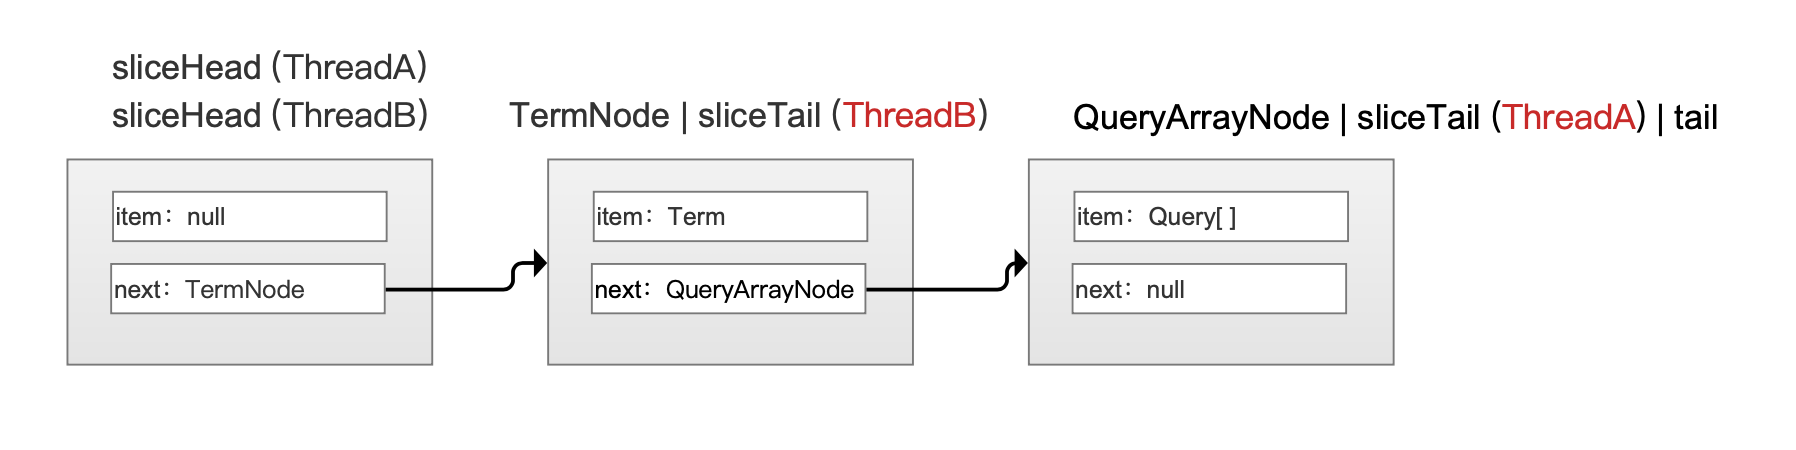 sliceHead (ThreadA)
sliceHead (ThreadB)
TermNode | sliceTail (ThreadB)
QueryArrayNode | sliceTail (ThreadA) | tail
item：null
next：TermNode
item：Term
next：QueryArrayNode
item：Query[ ]
next：null